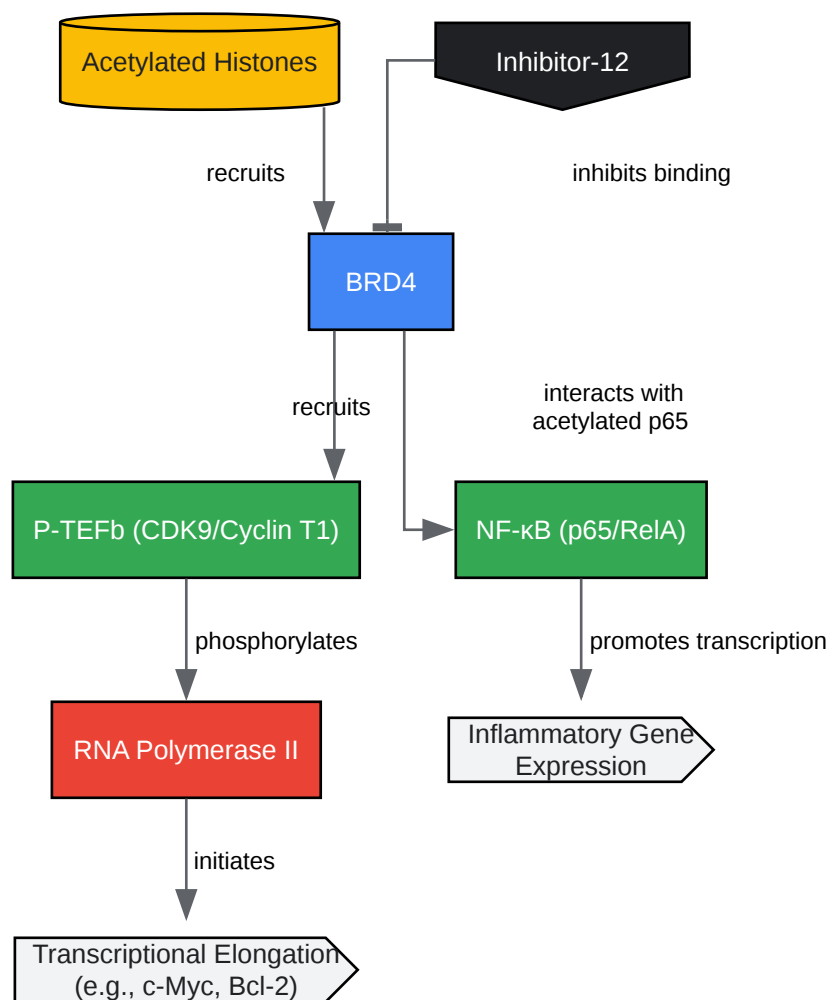 Acetylated Histones
Inhibitor-12
recruits
inhibits binding
BRD4
recruits
interacts with
acetylated p65
P-TEFb (CDK9/Cyclin T1)
NF-κB (p65/RelA)
phosphorylates
promotes transcription
RNA Polymerase II
Inflammatory Gene
Expression
initiates
Transcriptional Elongation
(e.g., c-Myc, Bcl-2)